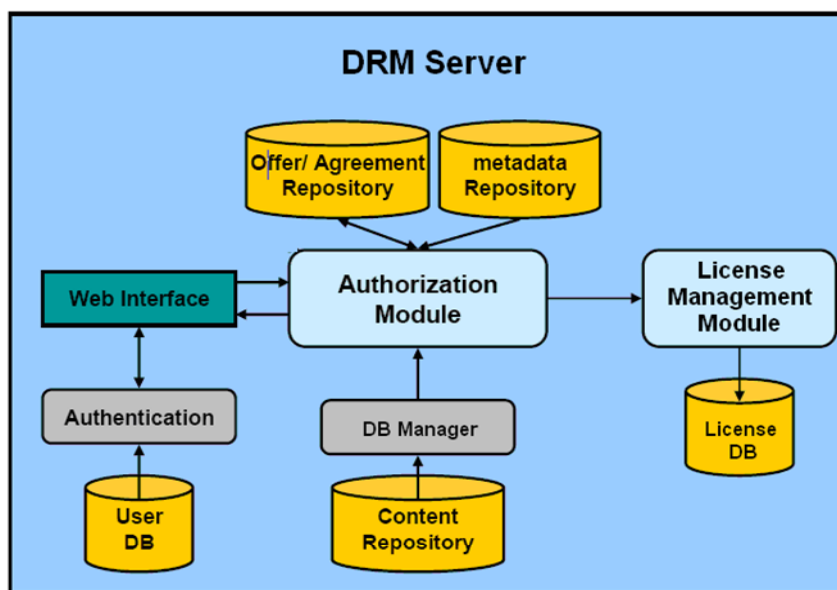 DRM Server
Offer/ Agreement
Repository
metadata
Repository
Web Interface
Authorization
Module
License
Management
Module
Authentication
DB Manager
License
DB
User
DB
Content
Repository